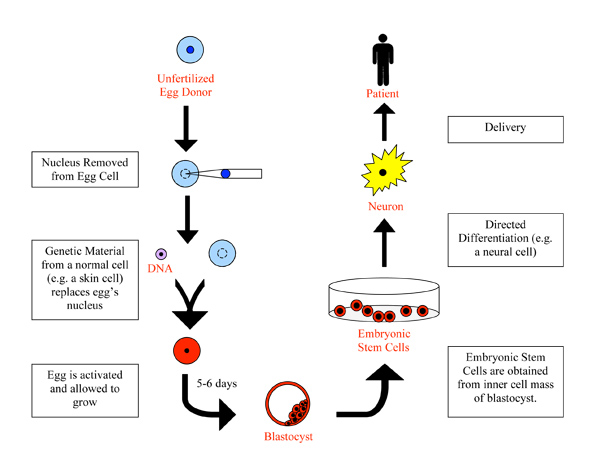 Unfertilized
Egg Donor
Nucleus Removed
from Egg Cell
Genetic Material
from a normal cell
(e.g. a skin cell)
replaces egg's
nucleus
DNA
Egg is activated
and allowed to
grow
5-6 days
Blastocyst
Patient
Delivery
Neuron
Directed
Differentiation (e.g.
a neural cell)
Embryonic
Stem Cells
Embryonic Stem
Cells are obtained
from inner cell mass
of blastocyst.